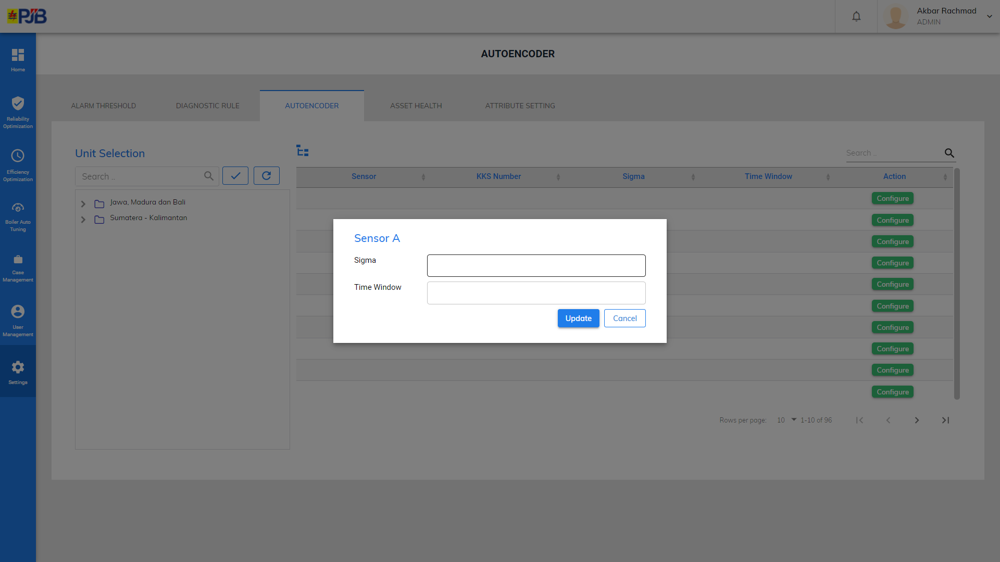 PJB
Akbar Rachmad
ADMIN
Home
Reliability
Optimization
Efficiency
Optimization
Boiler Auto
Tuning
Case
Management
User
Management
Settings
AUTOENCODER
ALARM THRESHOLD
DIAGNOSTIC RULE
AUTOENCODER
ASSET HEALTH
ATTRIBUTE SETTING
Unit Selection
Search ..
Jawa, Madura dan Bali
Sumatera - Kalimantan
Search ..
Sensor KKS Number Sigma Time Window Action
Configure
Configure
Configure
Configure
Configure
Configure
Configure
Configure
Configure
Configure
Rows per page: 10 1-10 of 96
Sensor A
Sigma
Time Window
Update Cancel